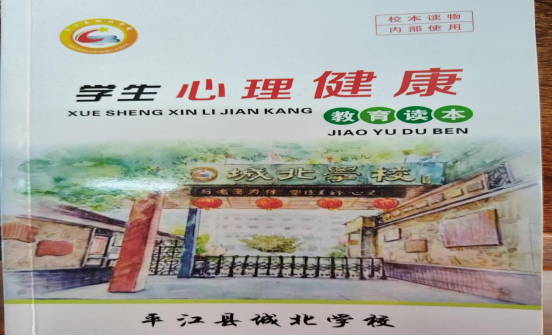 校本读物
内部使用
学生心理健康
XUE SHENG XIN LI JIAN KANG
教育读本
JIAO YU DU BEN
城北学校
平江县诚北学校